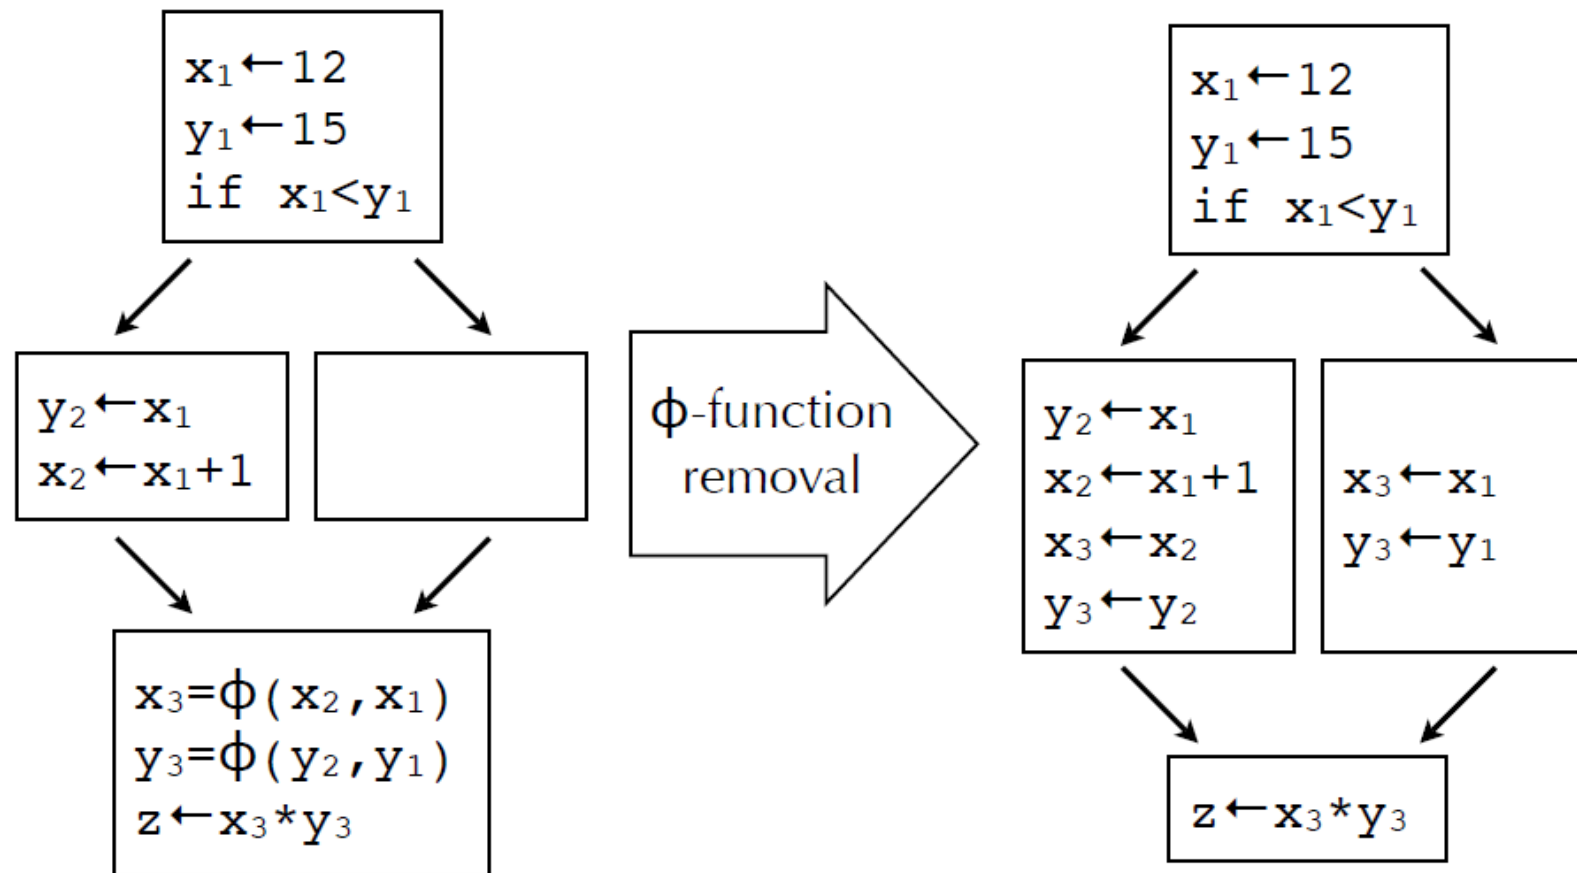 x₁←12
y₁←15
if x₁<y₁
y₂←x₁
x₂←x₁+1
x₃=ϕ(x₂,x₁)
y₃=ϕ(y₂,y₁)
z←x₃*y₃
ϕ-function
removal
x₁←12
y₁←15
if x₁<y₁
y₂←x₁
x₂←x₁+1
x₃←x₂
y₃←y₂
x₃←x₁
y₃←y₁
z←x₃*y₃